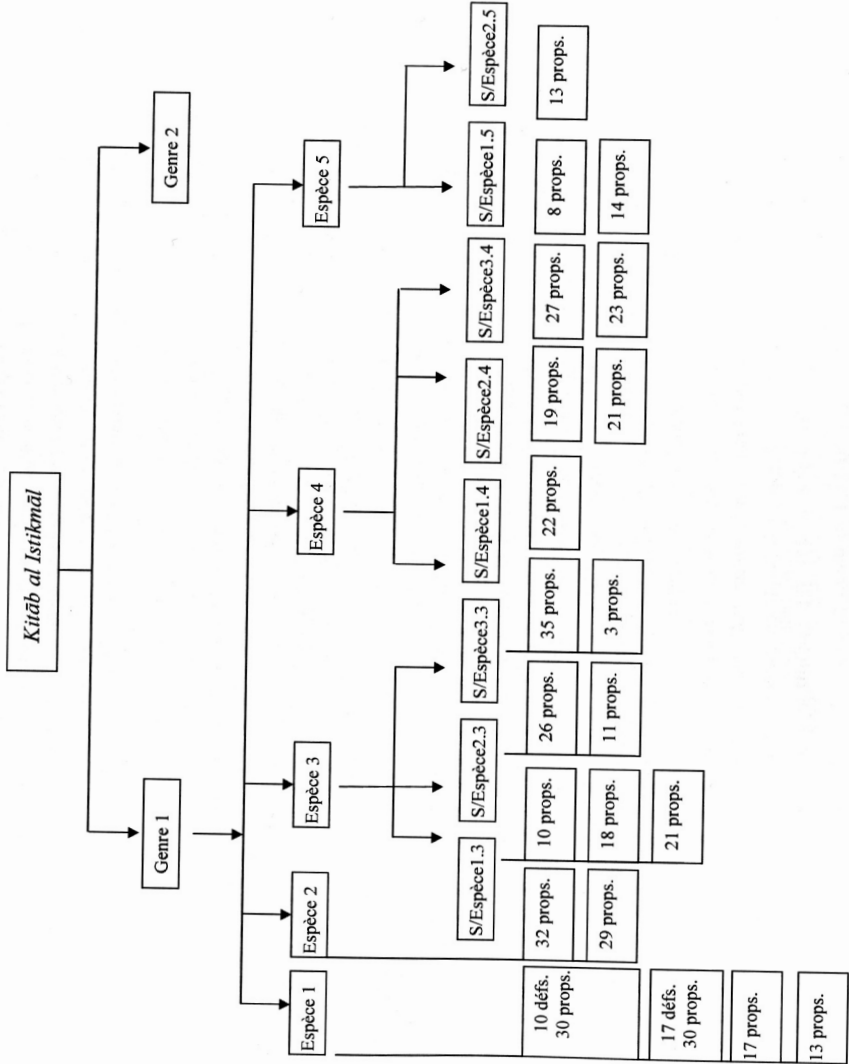 Kitāb al Istikmāl
Genre 1
Genre 2
Espèce 1
Espèce 2
Espèce 3
Espèce 4
Espèce 5
S/Espèce1.3
S/Espèce2.3
S/Espèce3.3
S/Espèce1.4
S/Espèce2.4
S/Espèce3.4
S/Espèce1.5
S/Espèce2.5
10 défs.
30 props.
32 props.
10 props.
26 props.
35 props.
22 props.
19 props.
27 props.
8 props.
13 props.
29 props.
18 props.
11 props.
3 props.
21 props.
23 props.
14 props.
17 défs.
30 props.
21 props.
17 props.
13 props.